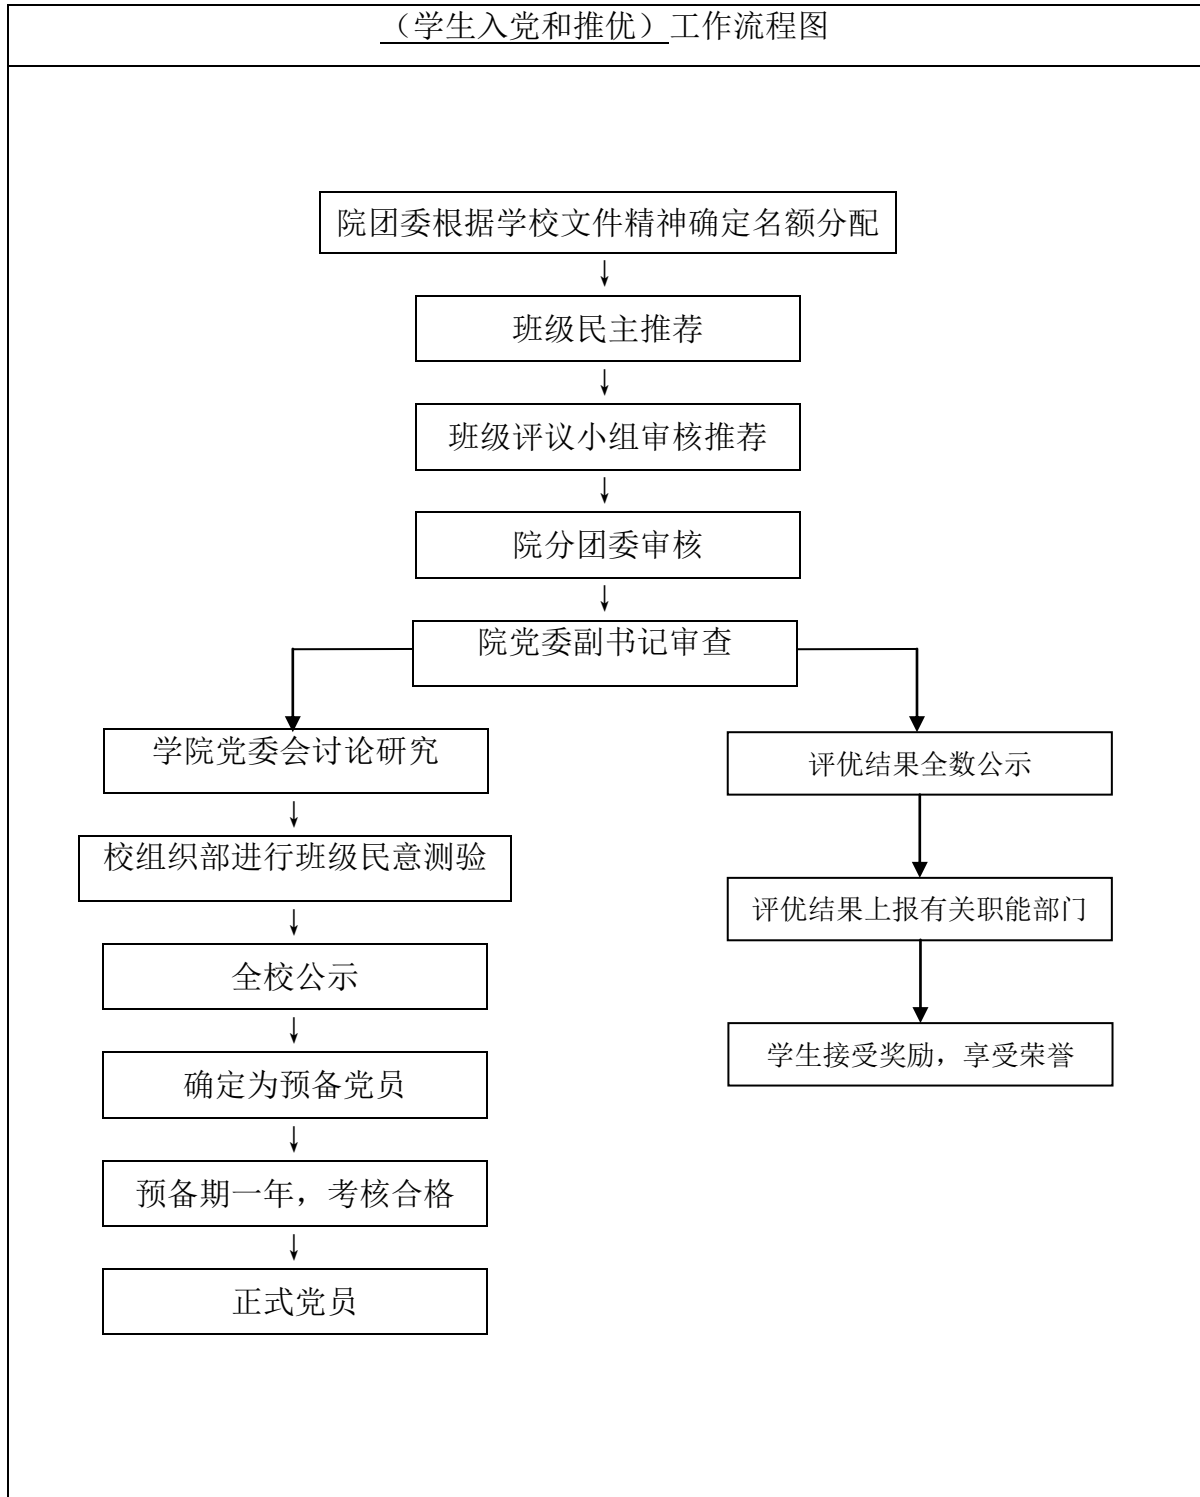 （学生入党和推优）工作流程图
院团委根据学校文件精神确定名额分配
班级民主推荐
班级评议小组审核推荐
院分团委审核
院党委副书记审查
学院党委会讨论研究
校组织部进行班级民意测验
全校公示
确定为预备党员
预备期一年，考核合格
正式党员
评优结果全数公示
评优结果上报有关职能部门
学生接受奖励，享受荣誉